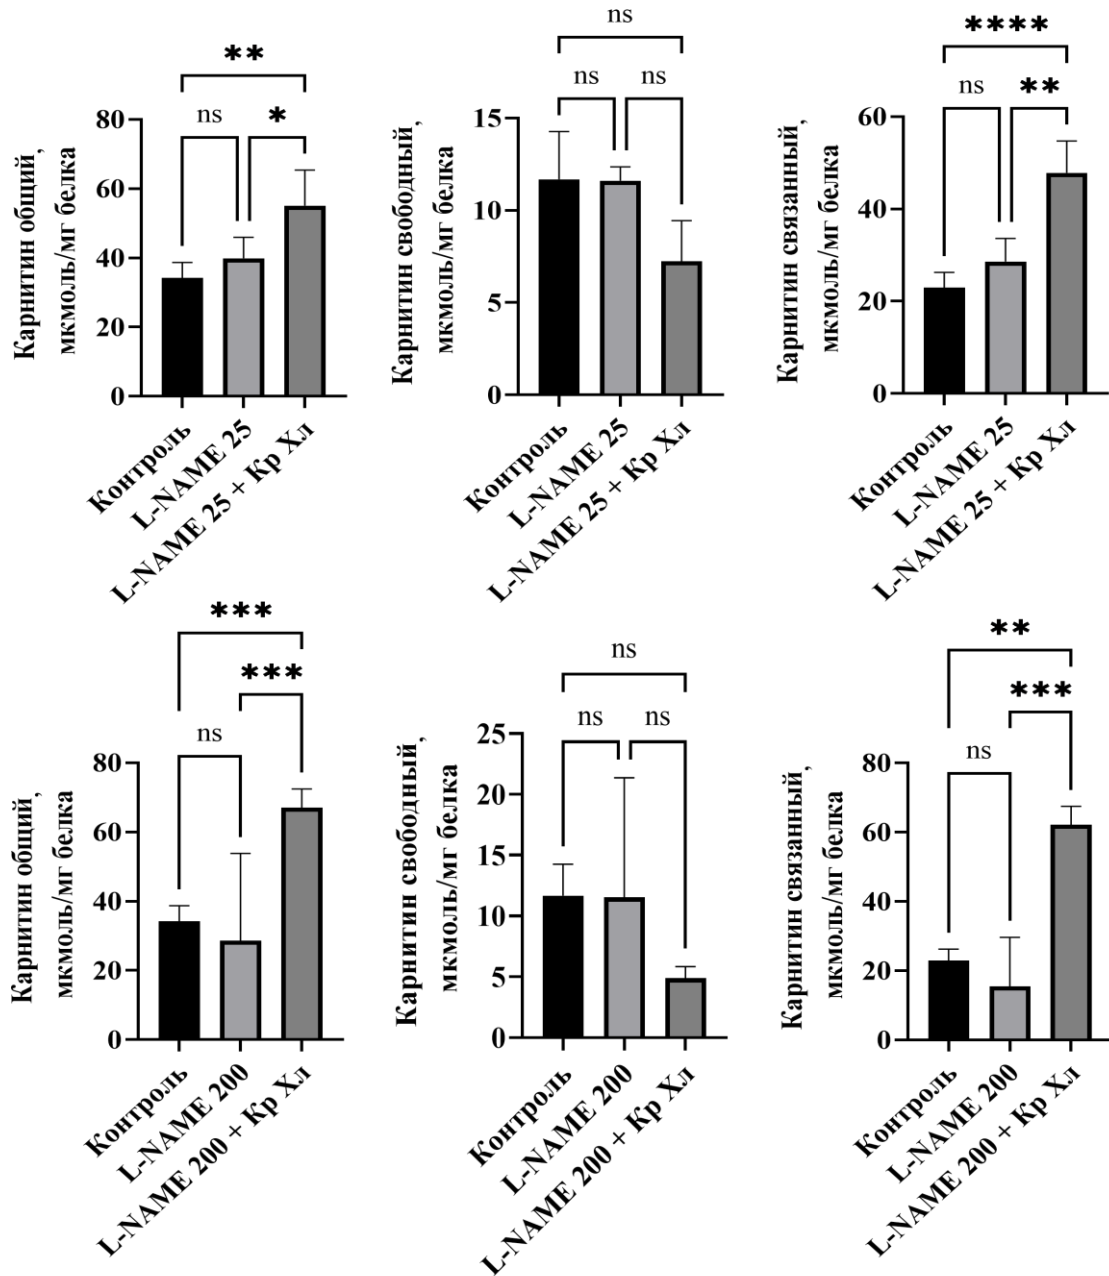 **
ns
*
80
60
40
20
0
Карнитин общий,
мкмоль/мг белка
Контроль
L-NAME 25
L-NAME 25 + Кр Хл
ns
ns
ns
15
10
5
0
Карнитин свободный,
мкмоль/мг белка
Контроль
L-NAME 25
L-NAME 25 + Кр Хл
****
ns
**
60
40
20
0
Карнитин связанный,
мкмоль/мг белка
Контроль
L-NAME 25
L-NAME 25 + Кр Хл
***
***
ns
80
60
40
20
0
Карнитин общий,
мкмоль/мг белка
Контроль
L-NAME 200
L-NAME 200 + Кр Хл
ns
ns
ns
25
20
15
10
5
0
Карнитин свободный,
мкмоль/мг белка
Контроль
L-NAME 200
L-NAME 200 + Кр Хл
**
***
ns
80
60
40
20
0
Карнитин связанный,
мкмоль/мг белка
Контроль
L-NAME 200
L-NAME 200 + Кр Хл